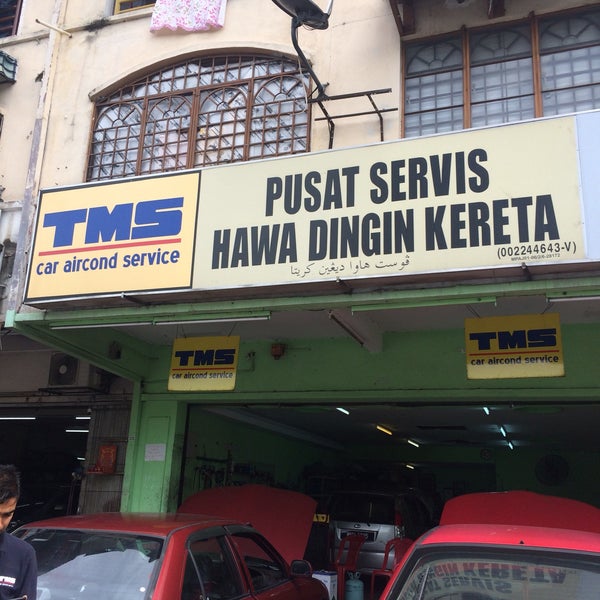 TMS
car aircond service
PUSAT SERVIS
HAWA DINGIN KERETA
(002244643-V)
ڤوست هاوا ديڠين كريتا
TMS
car aircond service
TMS
car aircond service